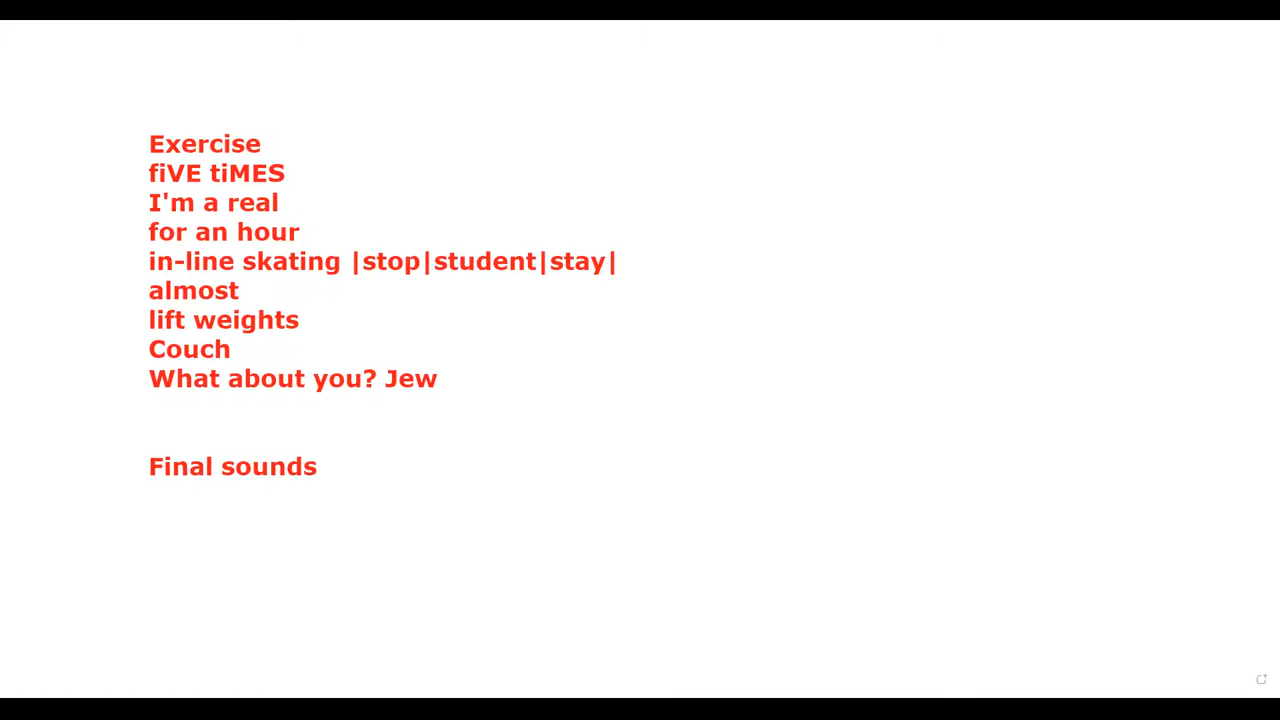 Exercise
fiVE tiMES
I'm a real
for an hour
in-line skating |stop|student|stay|
almost
lift weights
Couch
What about you? Jew
Final sounds